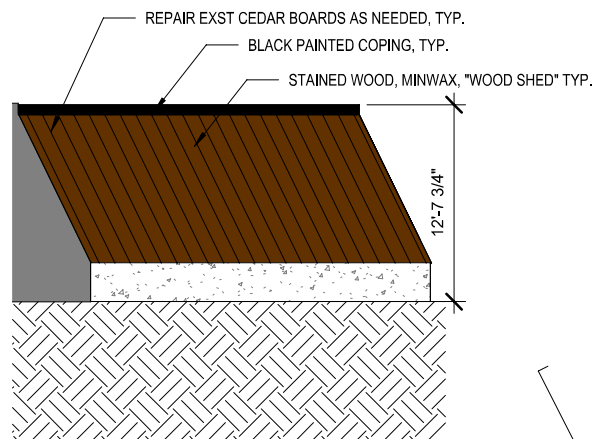 REPAIR EXST CEDAR BOARDS AS NEEDED, TYP.
BLACK PAINTED COPING, TYP.
STAINED WOOD, MINWAX, "WOOD SHED" TYP.
12'-7 3/4"